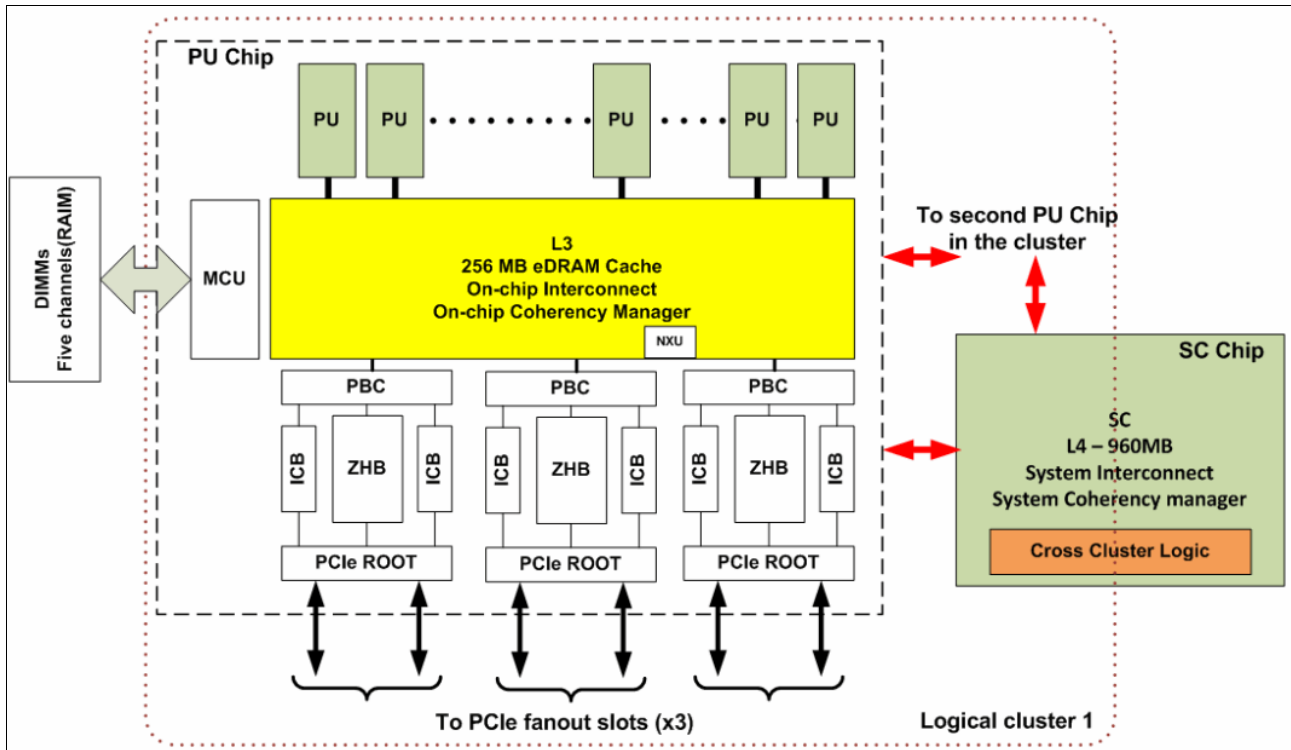 PU Chip
PU
PU
PU
PU
PU
DIMMs
Five channels(RAIM)
MCU
L3
256 MB eDRAM Cache
On-chip Interconnect
On-chip Coherency Manager
NXU
To second PU Chip
in the cluster
SC Chip
SC
L4 – 960MB
System Interconnect
System Coherency manager
Cross Cluster Logic
PBC
PBC
PBC
ICB
ZHB
ICB
ICB
ZHB
ICB
ICB
ZHB
ICB
PCIe ROOT
PCIe ROOT
PCIe ROOT
To PCIe fanout slots (x3)
Logical cluster 1